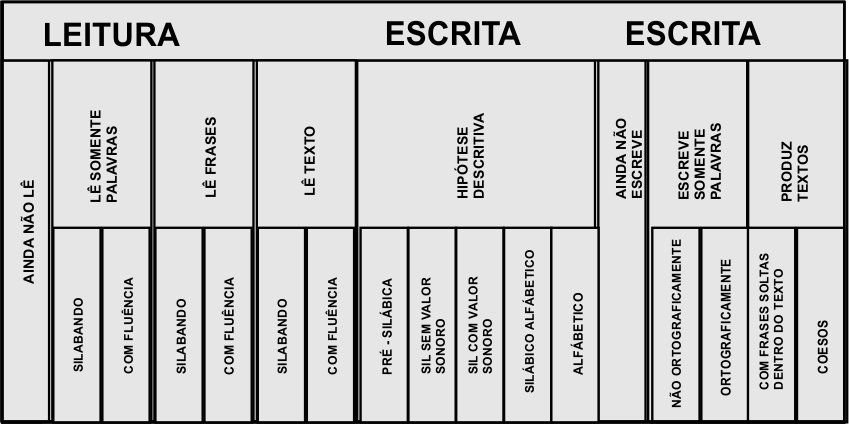 LEITURA
ESCRITA
ESCRITA
AINDA NÃO LÊ
LÊ SOMENTE
PALAVRAS
LÊ FRASES
LÊ TEXTO
HIPÓTESE
DESCRITIVA
AINDA NÃO
ESCREVE
ESCREVE
SOMENTE
PALAVRAS
PRODUZ
TEXTOS
SILABANDO
COM FLUÊNCIA
SILABANDO
COM FLUÊNCIA
SILABANDO
COM FLUÊNCIA
PRÉ - SILÁBICA
SIL SEM VALOR
SONORO
SIL COM VALOR
SONORO
SILÁBICO ALFÁBETICO
ALFÁBETICO
NÃO ORTOGRAFICAMENTE
ORTOGRAFICAMENTE
COM FRASES SOLTAS
DENTRO DO TEXTO
COESOS